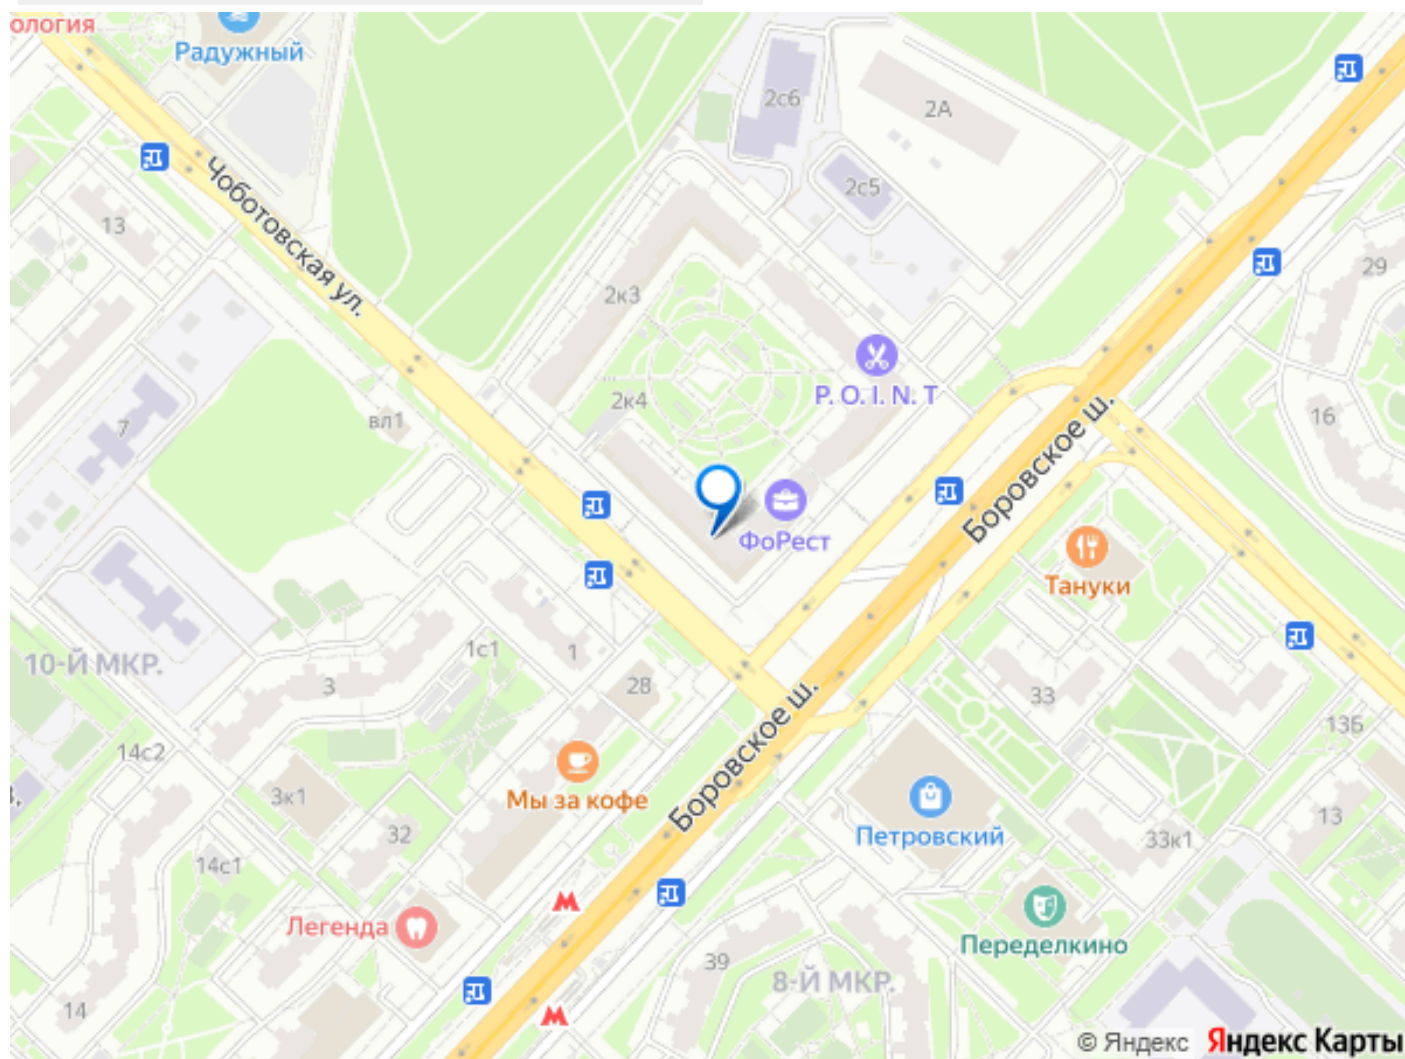 ология
Радужный
2с6
2А
2с5
Чоботовская ул.
13
2к3
29
P. O. I. N. T
2к4
16
вл1
7
Боровское ш.
ФоРест
Тануки
10-Й МКР.
1с1
1
3
2В
33
13Б
14с2
Боровское ш.
3к1
Мы за кофе
Петровский
13
32
33к1
14с1
Легенда
Переделкино
39
8-Й МКР.
14
© Яндекс Яндекс Карты